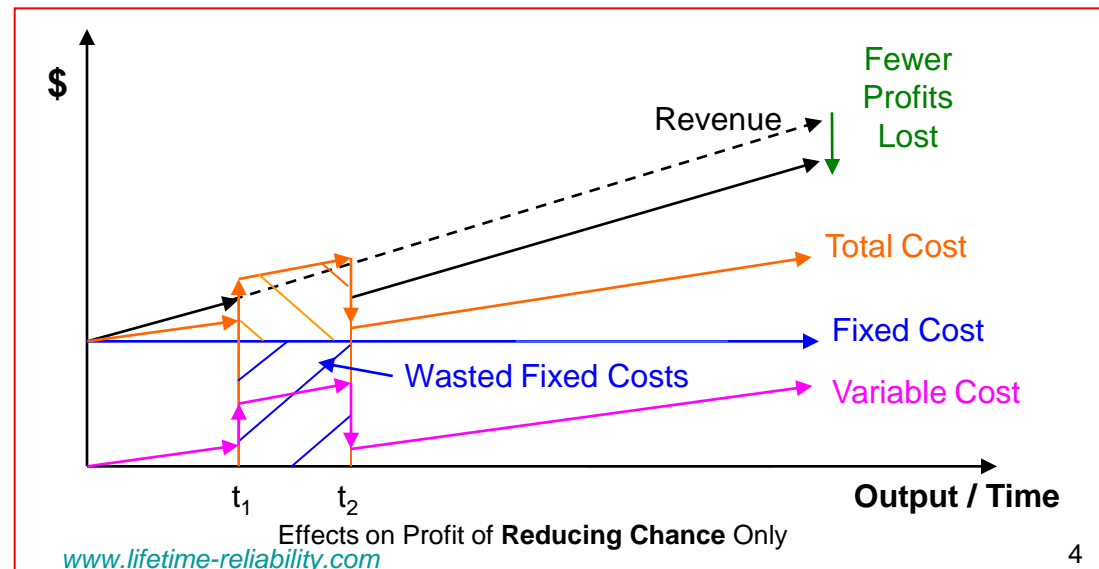 $
Fewer
Profits
Lost
Revenue
Total Cost
Fixed Cost
Wasted Fixed Costs
Variable Cost
t₁
t₂
Output / Time
Effects on Profit of Reducing Chance Only
www.lifetime-reliability.com
4